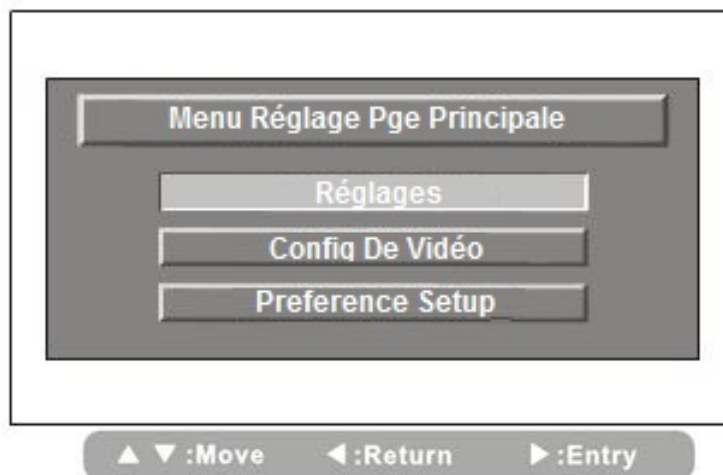 Menu Réglage Pge Principale
Réglages
Config De Vidéo
Preference Setup
▲ ▼ :Move ◀ :Return ▶ :Entry